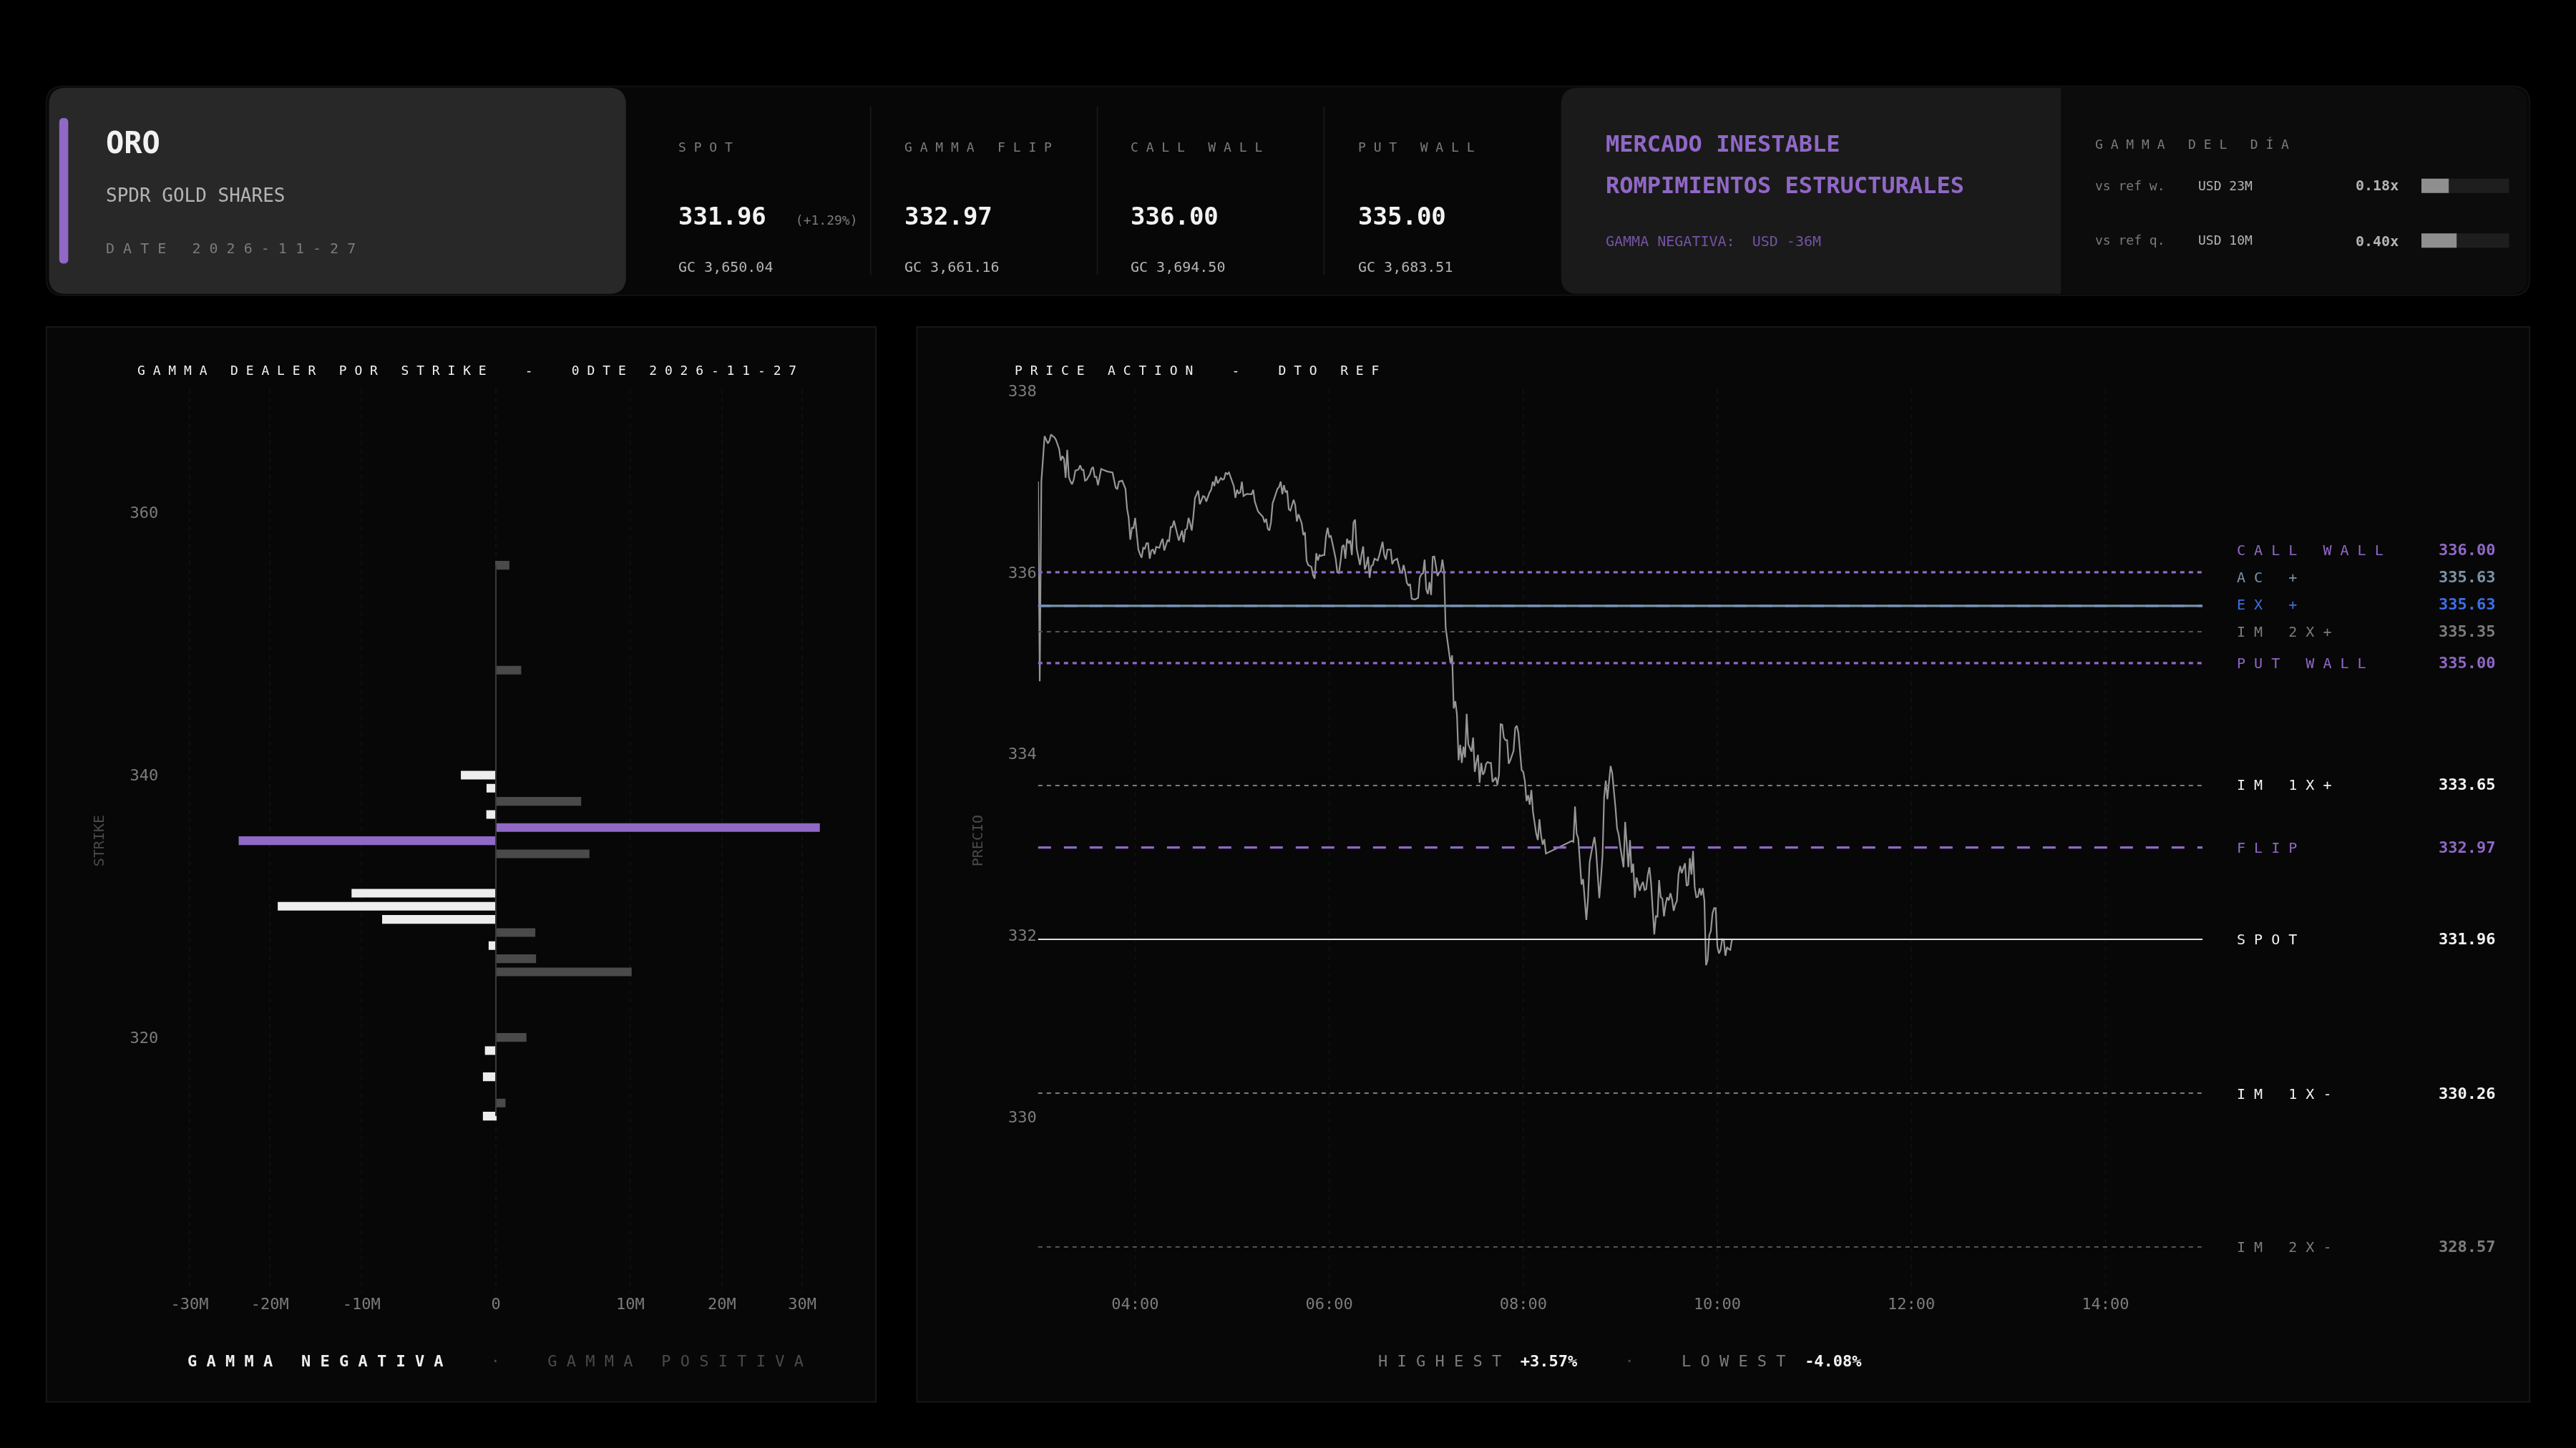 ORO
SPDR GOLD SHARES
DATE 2026-11-27
SPOT
331.96 (+1.29%)
GC 3,650.04
GAMMA FLIP
332.97
GC 3,661.16
CALL WALL
336.00
GC 3,694.50
PUT WALL
335.00
GC 3,683.51
MERCADO INESTABLE
ROMPIMIENTOS ESTRUCTURALES
GAMMA NEGATIVA: USD -36M
GAMMA DEL DÍA
vs ref w. USD 23M 0.18x
vs ref q. USD 10M 0.40x
GAMMA DEALER POR STRIKE - 0DTE 2026-11-27
STRIKE
360
340
320
-30M -20M -10M 0 10M 20M 30M
GAMMA NEGATIVA · GAMMA POSITIVA
PRICE ACTION - DTO REF
PRECIO
338
336
334
332
330
04:00 06:00 08:00 10:00 12:00 14:00
CALL WALL 336.00
AC + 335.63
EX + 335.63
IM 2X+ 335.35
PUT WALL 335.00
IM 1X+ 333.65
FLIP 332.97
SPOT 331.96
IM 1X- 330.26
IM 2X- 328.57
HIGHEST +3.57% · LOWEST -4.08%